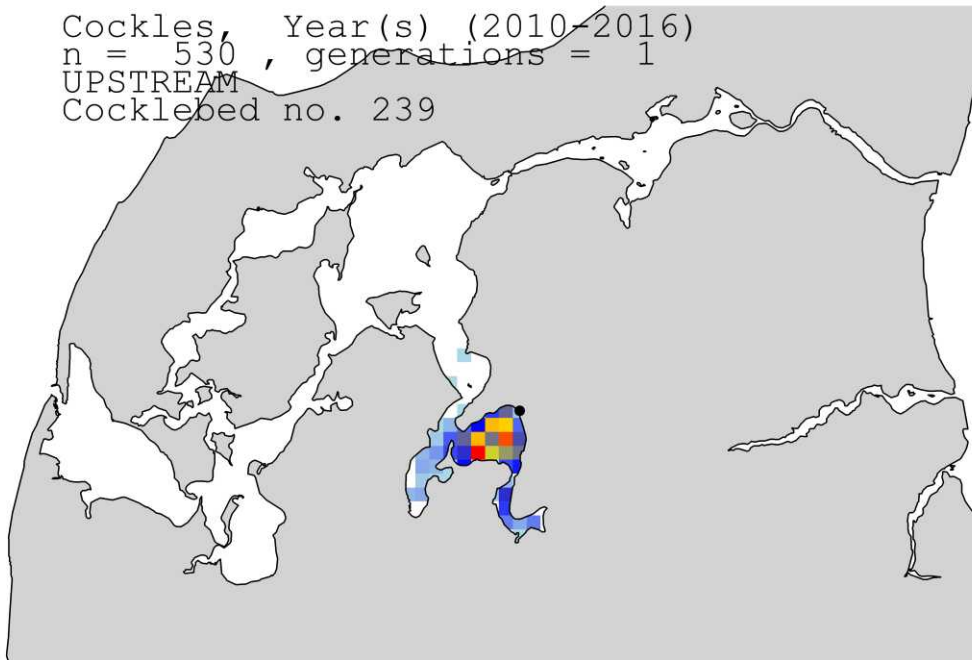 Cockles, Year(s) (2010-2016)
n = 530 , generations = 1
UPSTREAM
Cocklebed no. 239